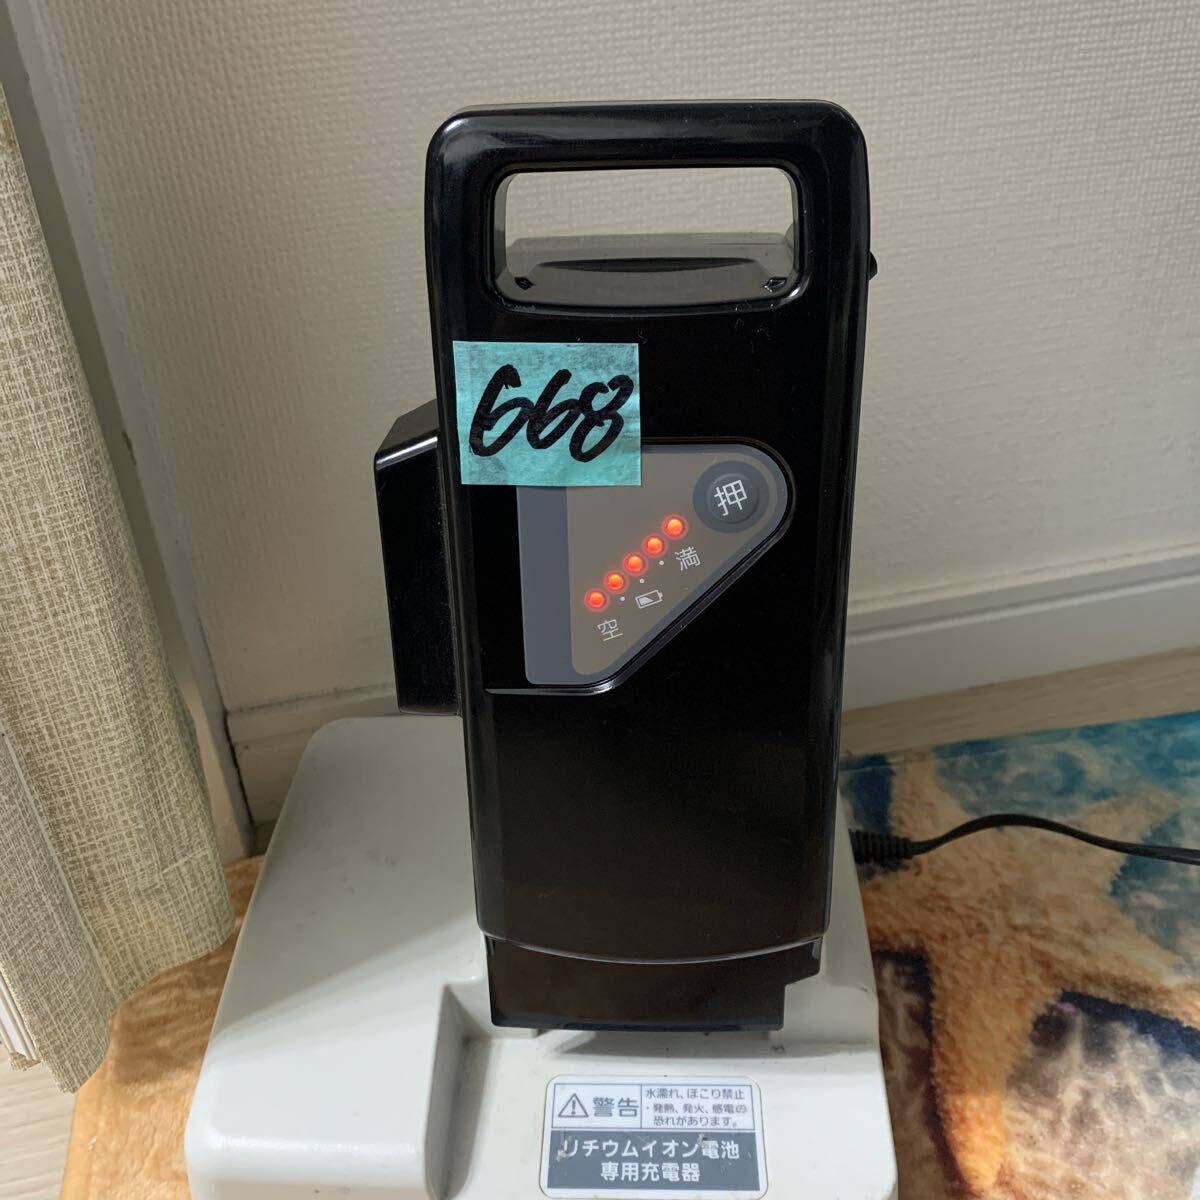 668
押
満
空
警告
水濡れ、ほこり禁止
・発熱、発火、感電の
恐れがあります。
リチウムイオン電池
専用充電器